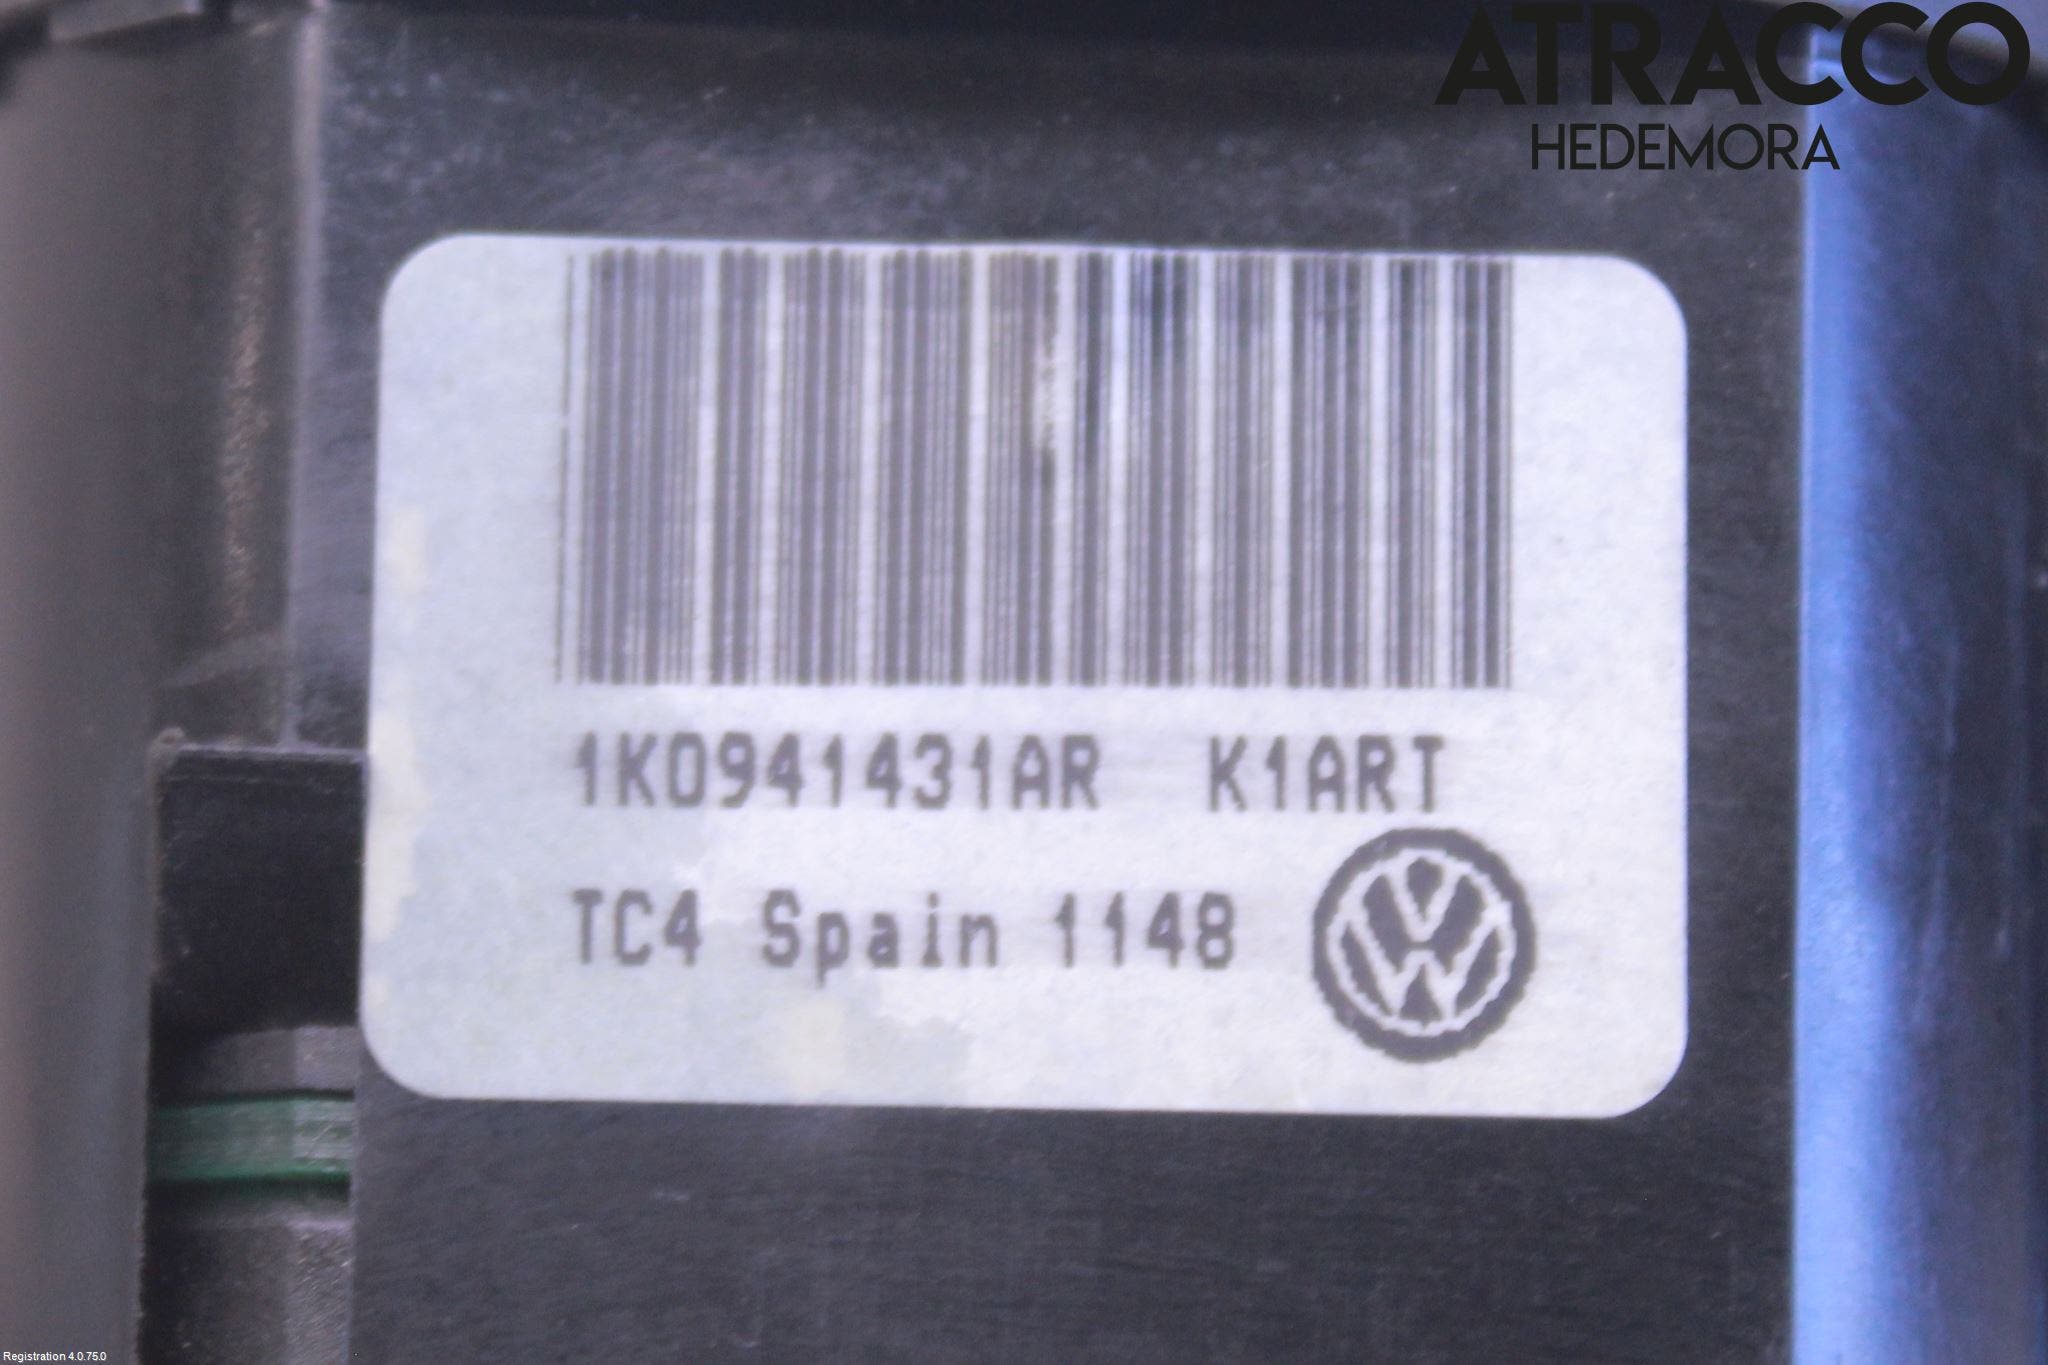 ATRACCO
HEDEMORA
1K0941431AR K1ART
TC4 Spain 1148
Registration 4.0.75.0